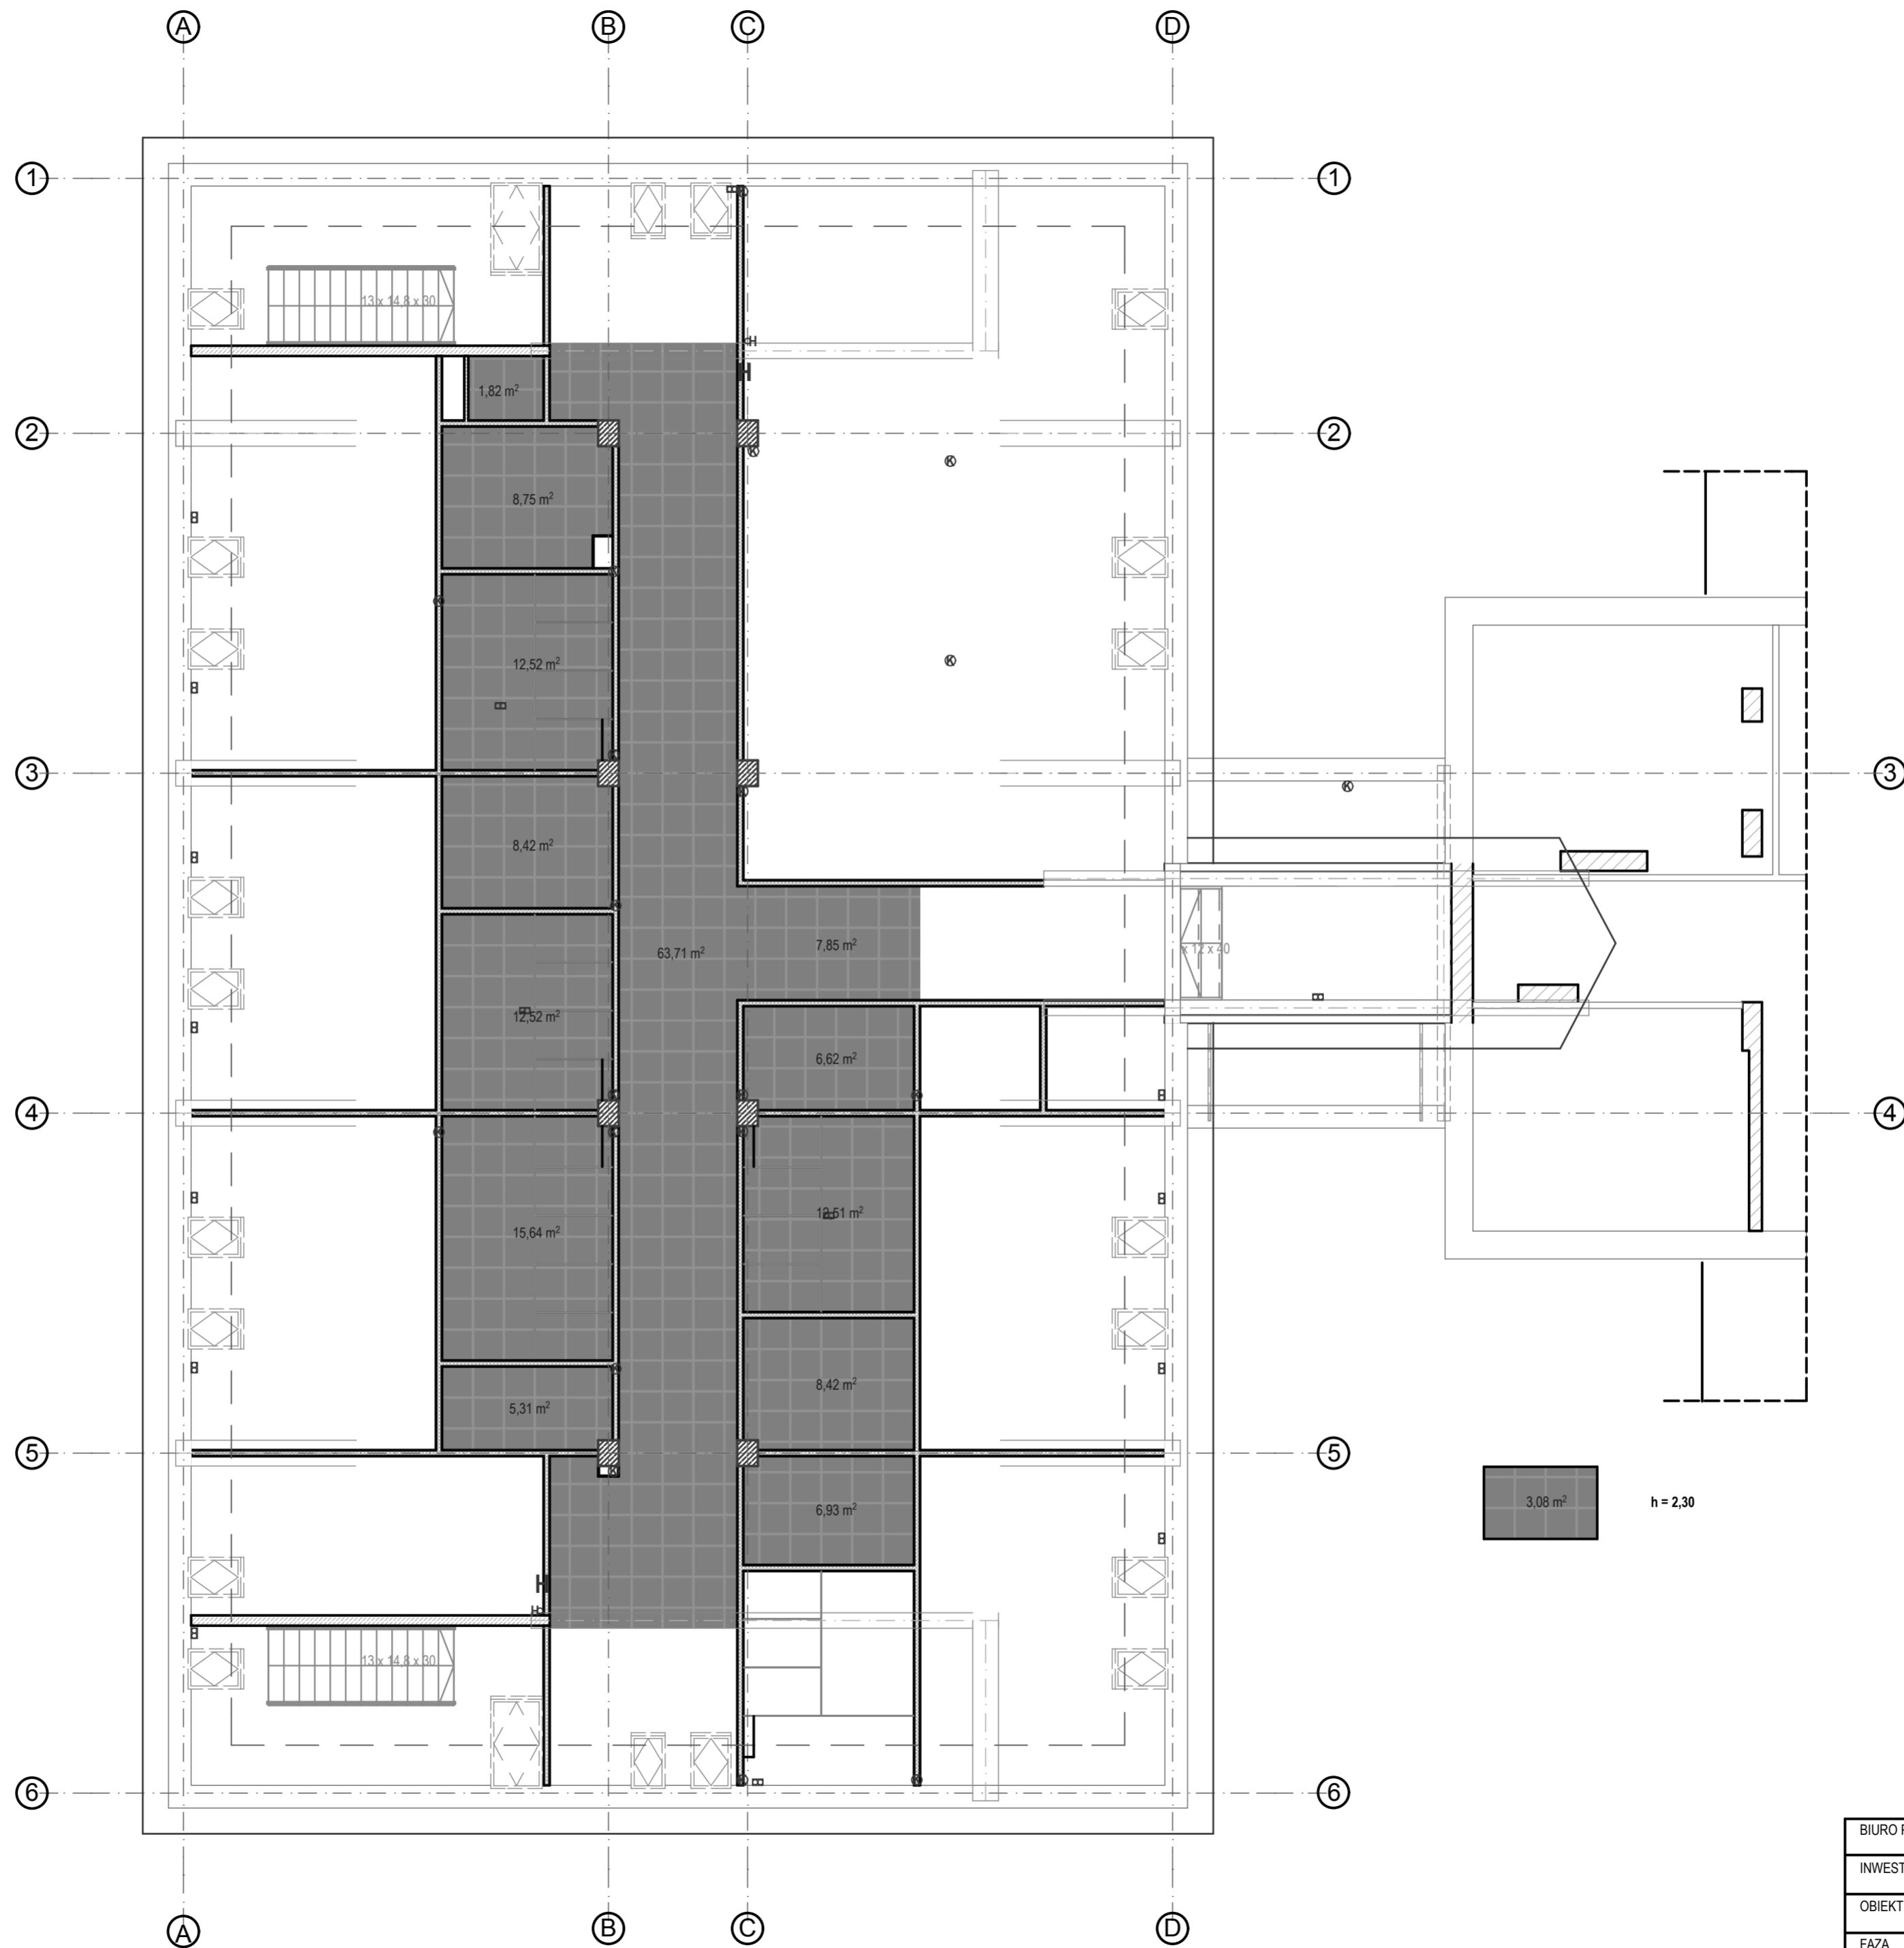 A B C D
1 1
13 x 14,8 x 30
H
1,82 m²
2 2
K
K
8,75 m²
12,52 m²
K
3 3 3
K
8,42 m²
63,71 m² 7,85 m²
x 12 x 40
12,52 m²
6,62 m²
4 4 4
12,51 m²
15,64 m²
8,42 m²
5,31 m²
5 5
3,08 m² h = 2,30
6,93 m²
H
13 x 14,8 x 30
6 6
BIURO
INWEST
OBIEKT
FAZA
A B C D